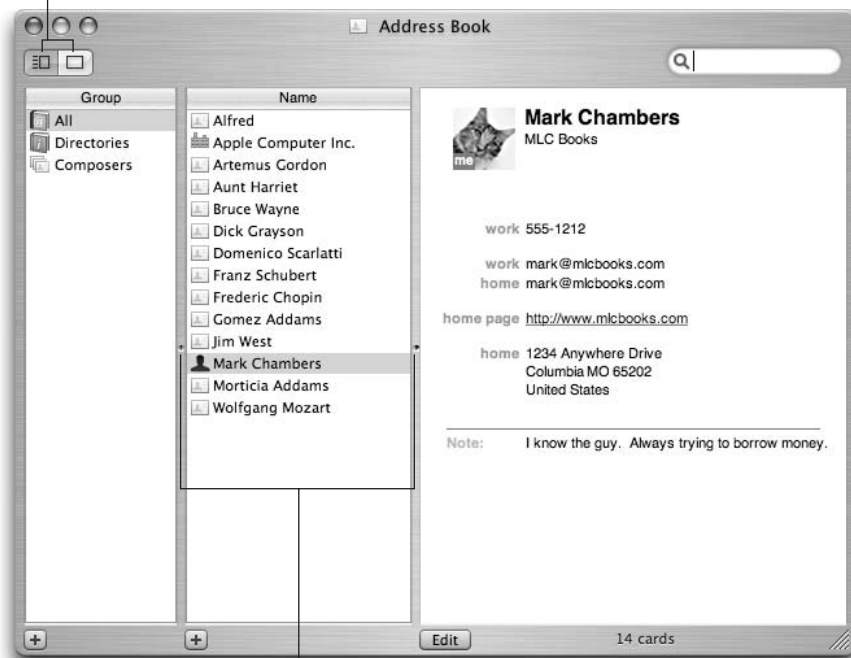 Address Book
Group
All
Directories
Composers
Name
Alfred
Apple Computer Inc.
Artemus Gordon
Aunt Harriet
Bruce Wayne
Dick Grayson
Domenico Scarlatti
Franz Schubert
Frederic Chopin
Gomez Addams
Jim West
Mark Chambers
Morticia Addams
Wolfgang Mozart
me
Mark Chambers
MLC Books
work 555-1212
work mark@mlcbooks.com
home mark@mlcbooks.com
home page http://www.mlcbooks.com
home 1234 Anywhere Drive
Columbia MO 65202
United States
Note: I know the guy. Always trying to borrow money.
Edit
14 cards